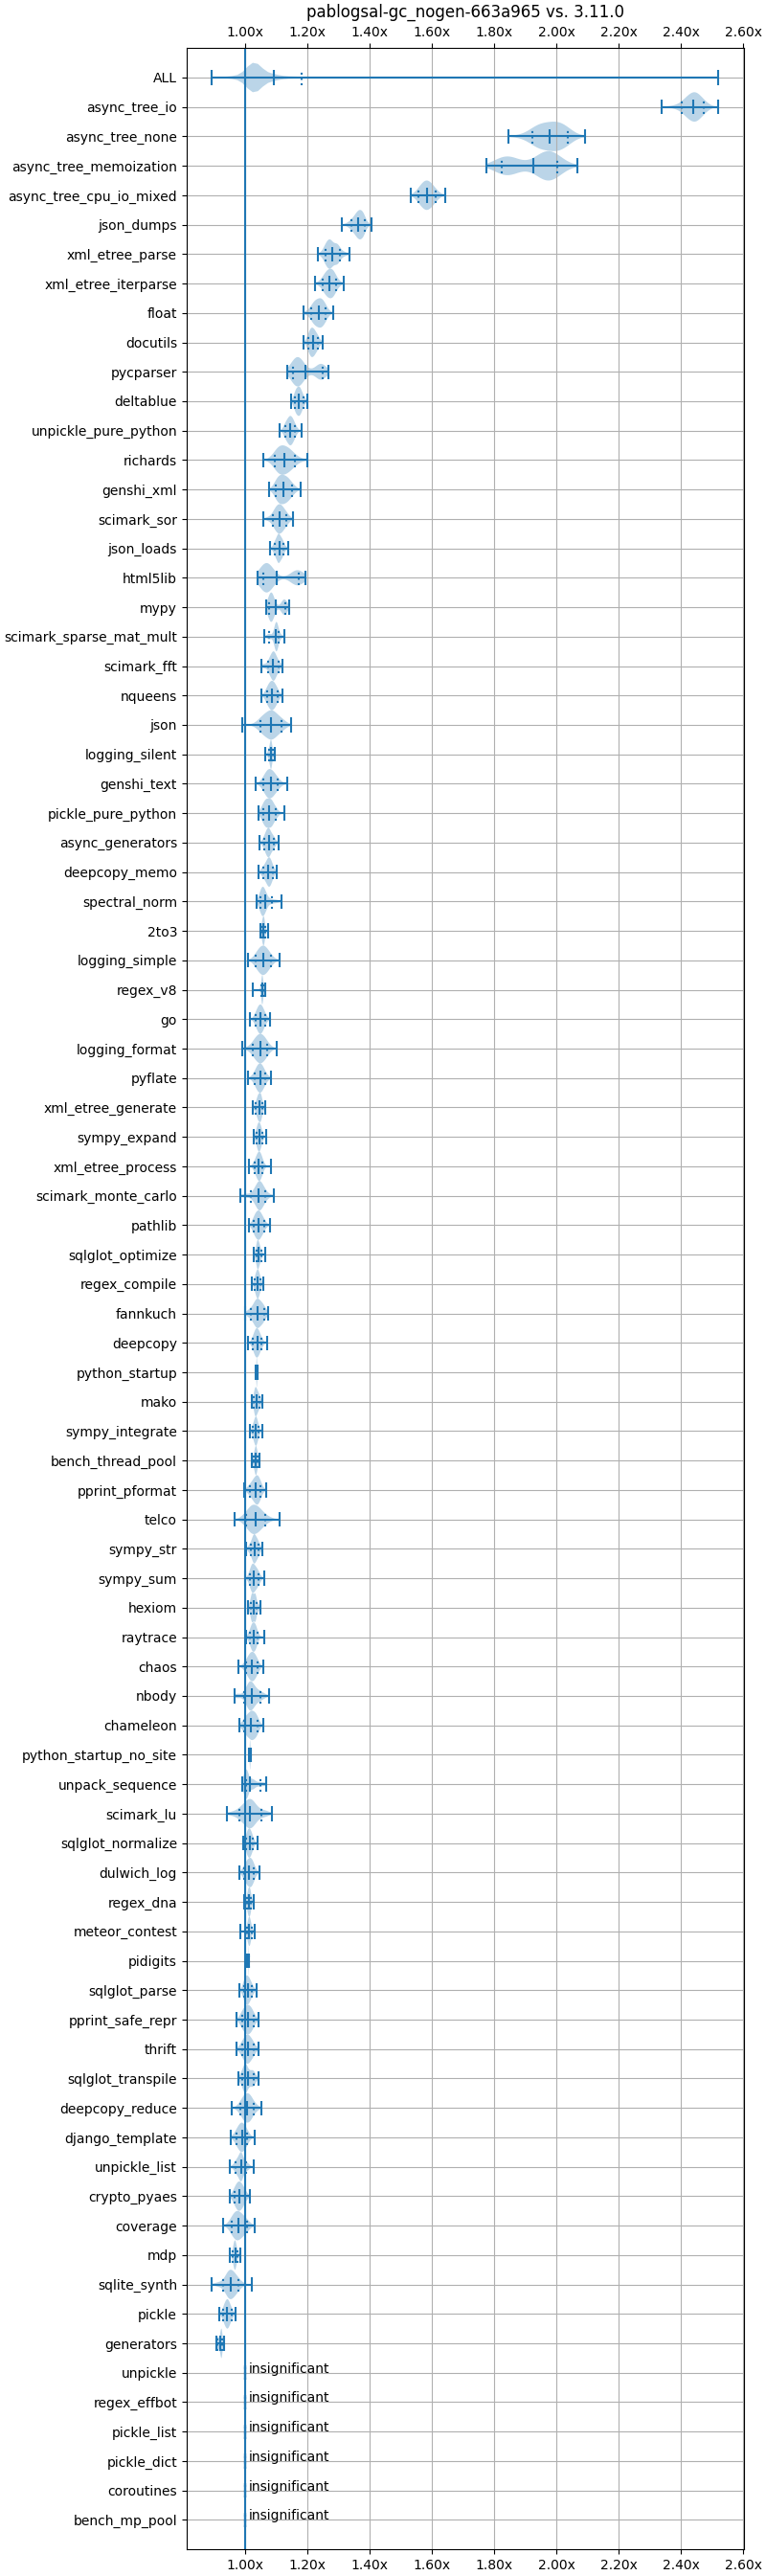 pablogsal-gc_nogen-663a965 vs. 3.11.0
1.00x 1.20x 1.40x 1.60x 1.80x 2.00x 2.20x 2.40x 2.60x
ALL
async_tree_io
async_tree_none
async_tree_memoization
async_tree_cpu_io_mixed
json_dumps
xml_etree_parse
xml_etree_iterparse
float
docutils
pycparser
deltablue
unpickle_pure_python
richards
genshi_xml
scimark_sor
json_loads
html5lib
mypy
scimark_sparse_mat_mult
scimark_fft
nqueens
json
logging_silent
genshi_text
pickle_pure_python
async_generators
deepcopy_memo
spectral_norm
2to3
logging_simple
regex_v8
go
logging_format
pyflate
xml_etree_generate
sympy_expand
xml_etree_process
scimark_monte_carlo
pathlib
sqlglot_optimize
regex_compile
fannkuch
deepcopy
python_startup
mako
sympy_integrate
bench_thread_pool
pprint_pformat
telco
sympy_str
sympy_sum
hexiom
raytrace
chaos
nbody
chameleon
python_startup_no_site
unpack_sequence
scimark_lu
sqlglot_normalize
dulwich_log
regex_dna
meteor_contest
pidigits
sqlglot_parse
pprint_safe_repr
thrift
sqlglot_transpile
deepcopy_reduce
django_template
unpickle_list
crypto_pyaes
coverage
mdp
sqlite_synth
pickle
generators
unpickle insignificant
regex_effbot insignificant
pickle_list insignificant
pickle_dict insignificant
coroutines insignificant
bench_mp_pool insignificant
1.00x 1.20x 1.40x 1.60x 1.80x 2.00x 2.20x 2.40x 2.60x